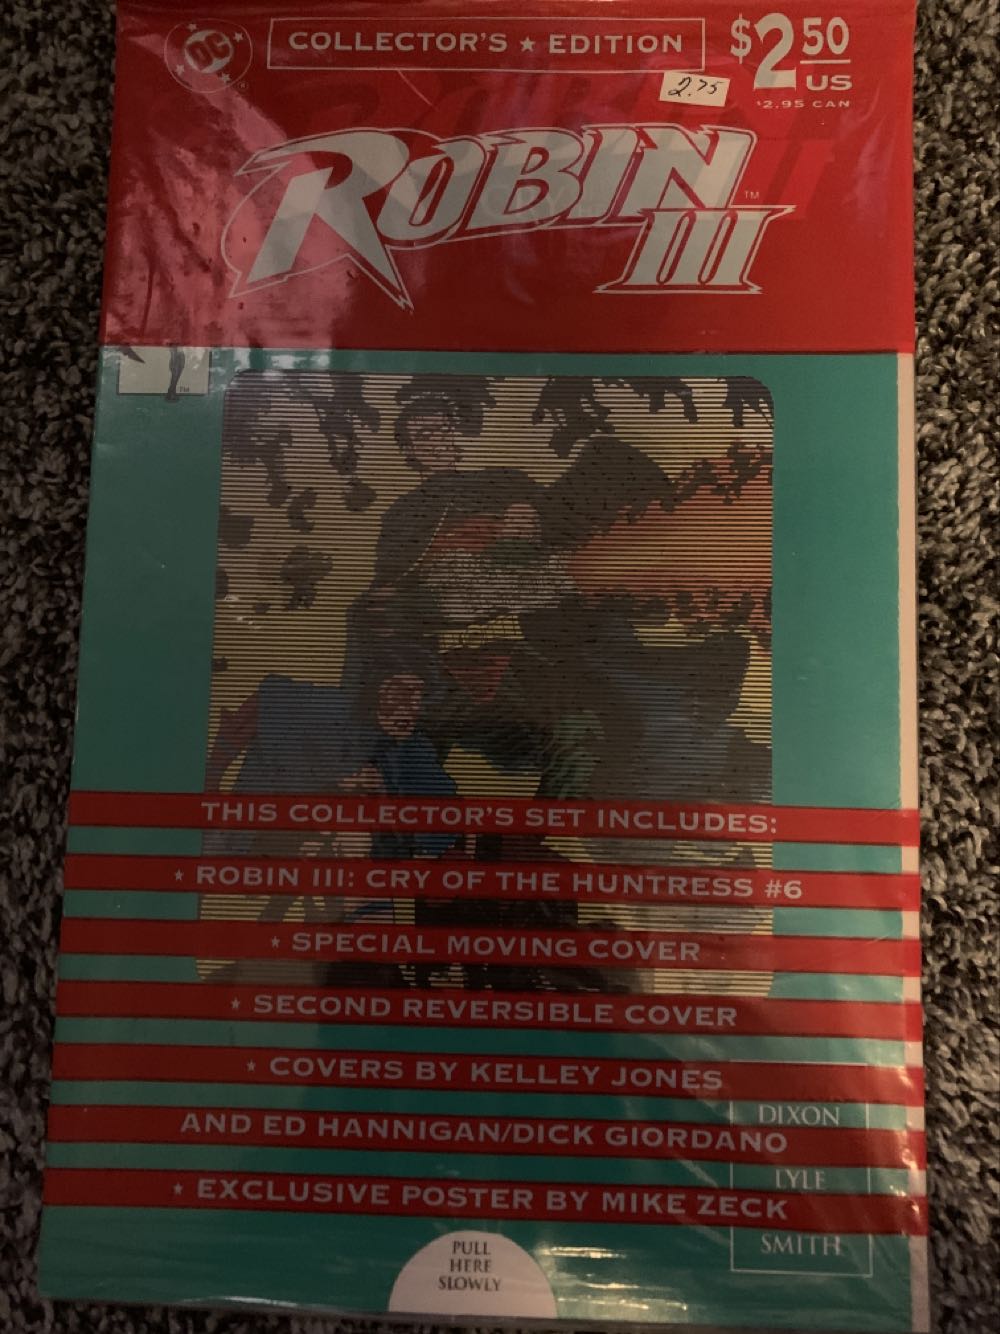 DC
COLLECTOR'S ★ EDITION
$2.50
US
$2.95 CAN
2.75
ROBIN
III
TM
TM
THIS COLLECTOR'S SET INCLUDES:
★ ROBIN III: CRY OF THE HUNTRESS #6
★ SPECIAL MOVING COVER
★ SECOND REVERSIBLE COVER
★ COVERS BY KELLEY JONES
AND ED HANNIGAN/DICK GIORDANO
★ EXCLUSIVE POSTER BY MIKE ZECK
DIXON
LYLE
SMITH
PULL
HERE
SLOWLY